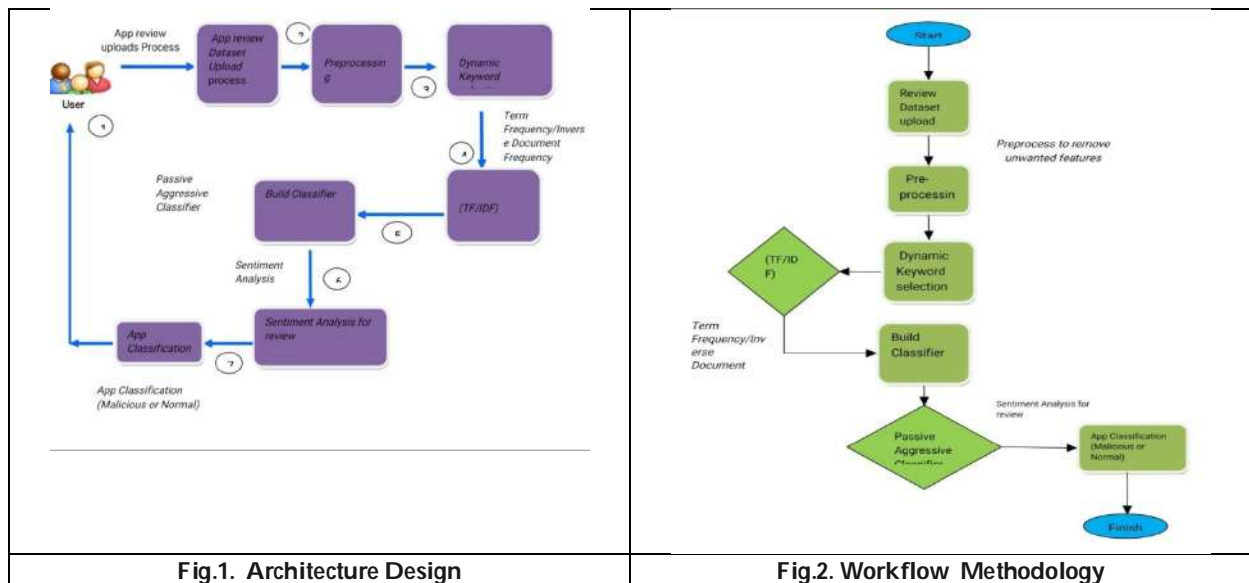 App review
uploads Process
App review
Dataset
Upload
process
Preprocessin
g
Dynamic
Keyword
User
Term
Frequency/Invers
e Document
Frequency
Passive
Aggressive
Classifier
Build Classifier
(TF/IDF)
Sentiment
Analysis
Sentiment Analysis for
review
App
Classification
App Classification
(Malicious or Normal)
Fig.1. Architecture Design
Start
Review
Dataset
upload
Preprocess to remove
unwanted features
Pre-
processin
Dynamic
Keyword
selection
(TF/ID
F)
Term
Frequency/Inv
erse
Document
Build
Classifier
Sentiment Analysis for
review
Passive
Aggressive
App Classification
(Malicious or
Normal)
Finish
Fig.2. Workflow Methodology